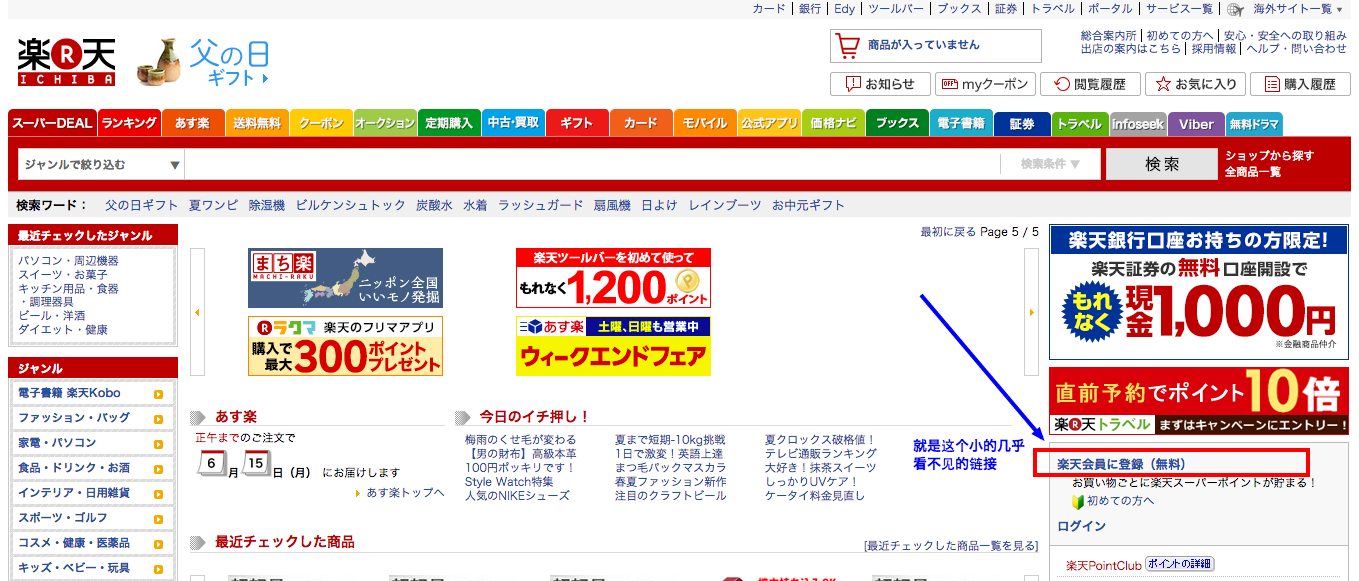 カード | 銀行 | Edy | ツールバー | ブックス | 証券 | トラベル | ポータル | サービス一覧 | 海外サイト一覧 ▼
楽R天
ICHIBA
父の日
ギフト
商品が入っていません
総合案内所 | 初めての方へ | 安心・安全への取り組み
出店の案内はこちら | 採用情報 | ヘルプ・問い合わせ
お知らせ
OFF myクーポン
閲覧履歴
お気に入り
購入履歴
スーパーDEAL
ランキング
あす楽
送料無料
クーポン
オークション
定期購入
中古・買取
ギフト
カード
モバイル
公式アプリ
価格ナビ
ブックス
電子書籍
証券
トラベル
infoseek
Viber
無料ドラマ
ジャンルで絞り込む ▼
検索条件 ▼
検索
ショップから探す
全商品一覧
検索ワード： 父の日ギフト 夏ワンピ 除湿機 ビルケンシュトック 炭酸水 水着 ラッシュガード 扇風機 日よけ レインブーツ お中元ギフト
最近チェックしたジャンル
パソコン・周辺機器
スイーツ・お菓子
キッチン用品・食器
・調理器具
ビール・洋酒
ダイエット・健康
ジャンル
電子書籍 楽天Kobo
ファッション・バッグ
家電・パソコン
食品・ドリンク・お酒
インテリア・日用雑貨
スポーツ・ゴルフ
コスメ・健康・医薬品
キッズ・ベビー・玩具
最初に戻る Page 5 / 5
まち楽
MACHI-RAKU
ニッポン全国
いいモノ発掘
楽天ツールバーを初めて使って
もれなく1,200ポイント
P
Rラクマ 楽天のフリマアプリ
購入で
最大300ポイント
プレゼント
あす楽 土曜、日曜も営業中
ウィークエンドフェア
あす楽
正午までのご注文で
6月15日（月） にお届けします
あす楽トップへ
今日のイチ押し！
梅雨のくせ毛が変わる
【男の財布】高級本革
100円ポッキリです！
Style Watch特集
人気のNIKEシューズ
夏まで短期-10kg挑戦
1日で激変！英語上達
まつ毛パックマスカラ
春夏ファッション新作
注目のクラフトビール
夏クロックス破格値！
テレビ通販ランキング
大好き！抹茶スイーツ
しっかりUVケア！
ケータイ料金見直し
就是这个小的几乎
看不见的链接
最近チェックした商品
[最近チェックした商品一覧を見る]
楽天銀行口座お持ちの方限定!
楽天証券の無料口座開設で
もれなく
現金1,000円
※金融商品仲介
直前予約でポイント10倍
楽R天トラベル まずはキャンペーンにエントリー！
楽天会員に登録（無料）
お買い物ごとに楽天スーパーポイントが貯まる！
初めての方へ
ログイン
楽天PointClub ポイントの詳細